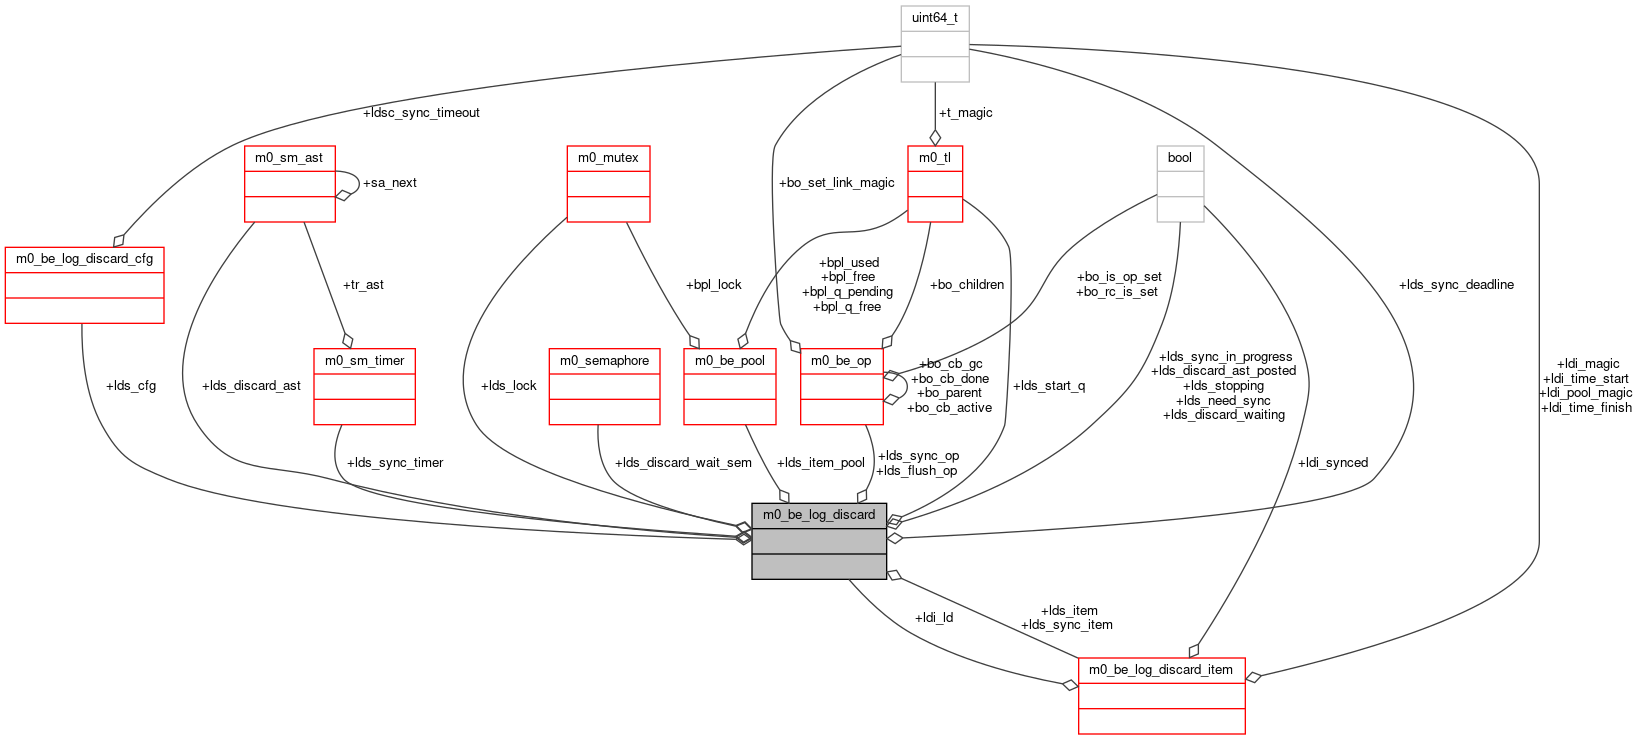 uint64_t
+ldsc_sync_timeout
+t_magic
m0_sm_ast
m0_mutex
m0_tl
bool
+sa_next
+bo_set_link_magic
m0_be_log_discard_cfg
+tr_ast
+bpl_lock
+bpl_used
+bpl_free
+bpl_q_pending
+bpl_q_free
+bo_children
+bo_is_op_set
+bo_rc_is_set
+lds_sync_deadline
m0_sm_timer
m0_semaphore
m0_be_pool
m0_be_op
+lds_cfg
+lds_discard_ast
+lds_lock
+bo_cb_gc
+bo_cb_done
+bo_parent
+bo_cb_active
+lds_start_q
+lds_sync_in_progress
+lds_discard_ast_posted
+lds_stopping
+lds_need_sync
+lds_discard_waiting
+ldi_magic
+ldi_time_start
+ldi_pool_magic
+ldi_time_finish
+lds_sync_timer
+lds_discard_wait_sem
+lds_item_pool
+lds_sync_op
+lds_flush_op
+ldi_synced
m0_be_log_discard
+ldi_ld
+lds_item
+lds_sync_item
m0_be_log_discard_item